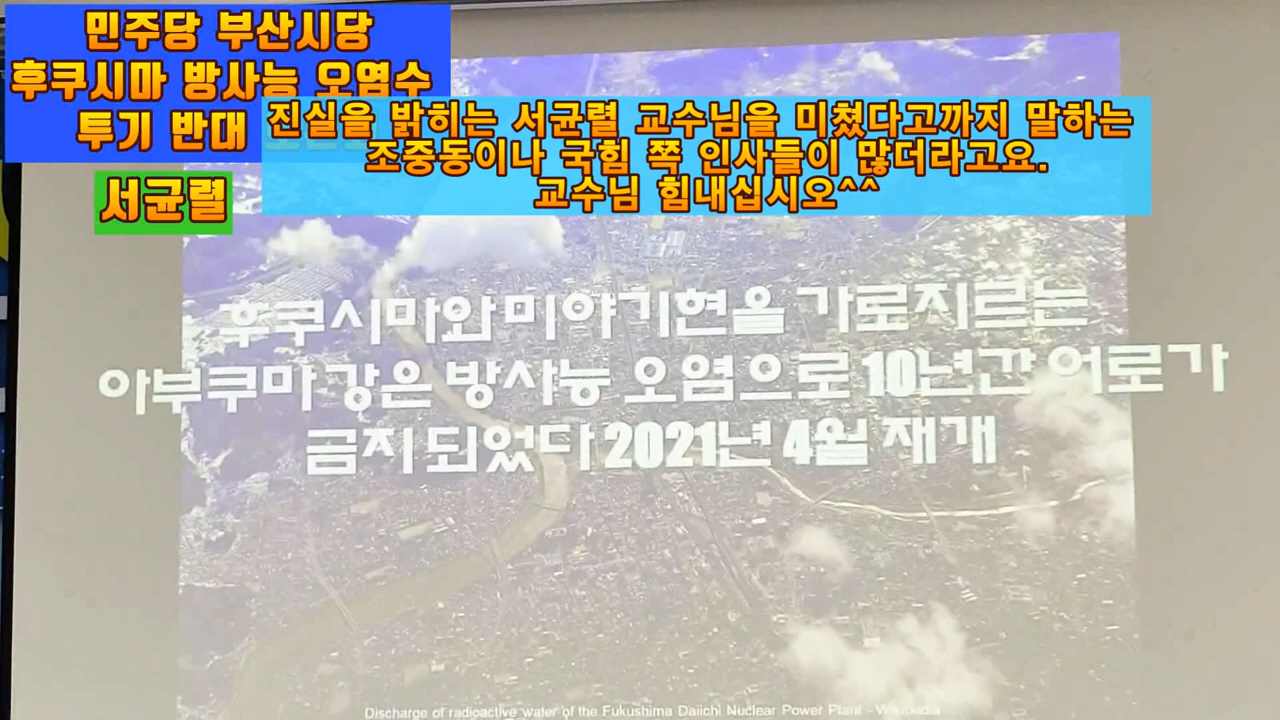 민주당 부산시당
후쿠시마 방사능 오염수
투기 반대
진실을 밝히는 서균렬 교수님을 미쳤다고까지 말하는
조중동이나 국힘 쪽 인사들이 많더라고요.
교수님 힘내십시오^^
서균렬
후쿠시마와 미야기현을 가로지르는
아부쿠마 강은 방사능 오염으로 10년간 어로가
금지 되었다 2021년 4월 재개
Discharge of radioactive water of the Fukushima Daiichi Nuclear Power Plant - Wikipedia